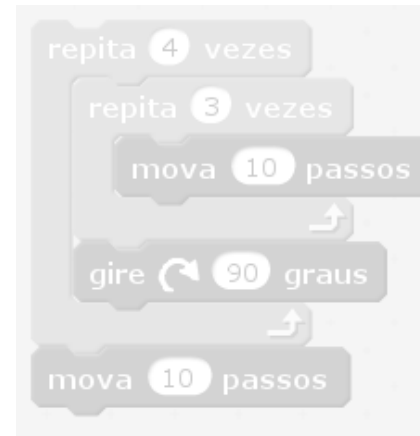 repita 4 vezes
repita 3 vezes
mova 10 passos
gire 90 graus
mova 10 passos